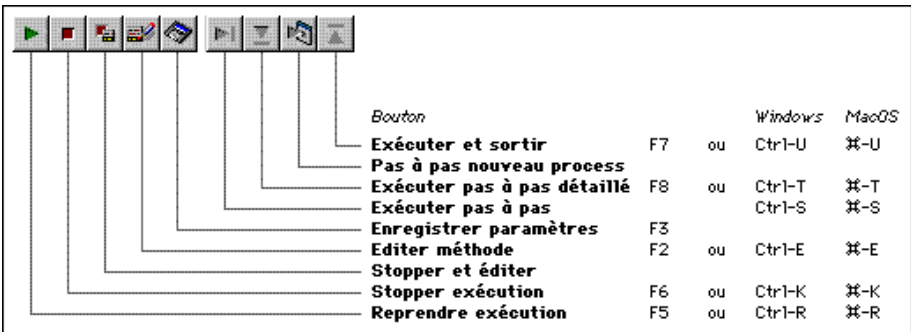 Bouton Windows MacOS
Exécuter et sortir F7 ou Ctrl-U ⌘-U
Pas à pas nouveau process
Exécuter pas à pas détaillé F8 ou Ctrl-T ⌘-T
Exécuter pas à pas Ctrl-S ⌘-S
Enregistrer paramètres F3
Editer méthode F2 ou Ctrl-E ⌘-E
Stopper et éditer
Stopper exécution F6 ou Ctrl-K ⌘-K
Reprendre exécution F5 ou Ctrl-R ⌘-R